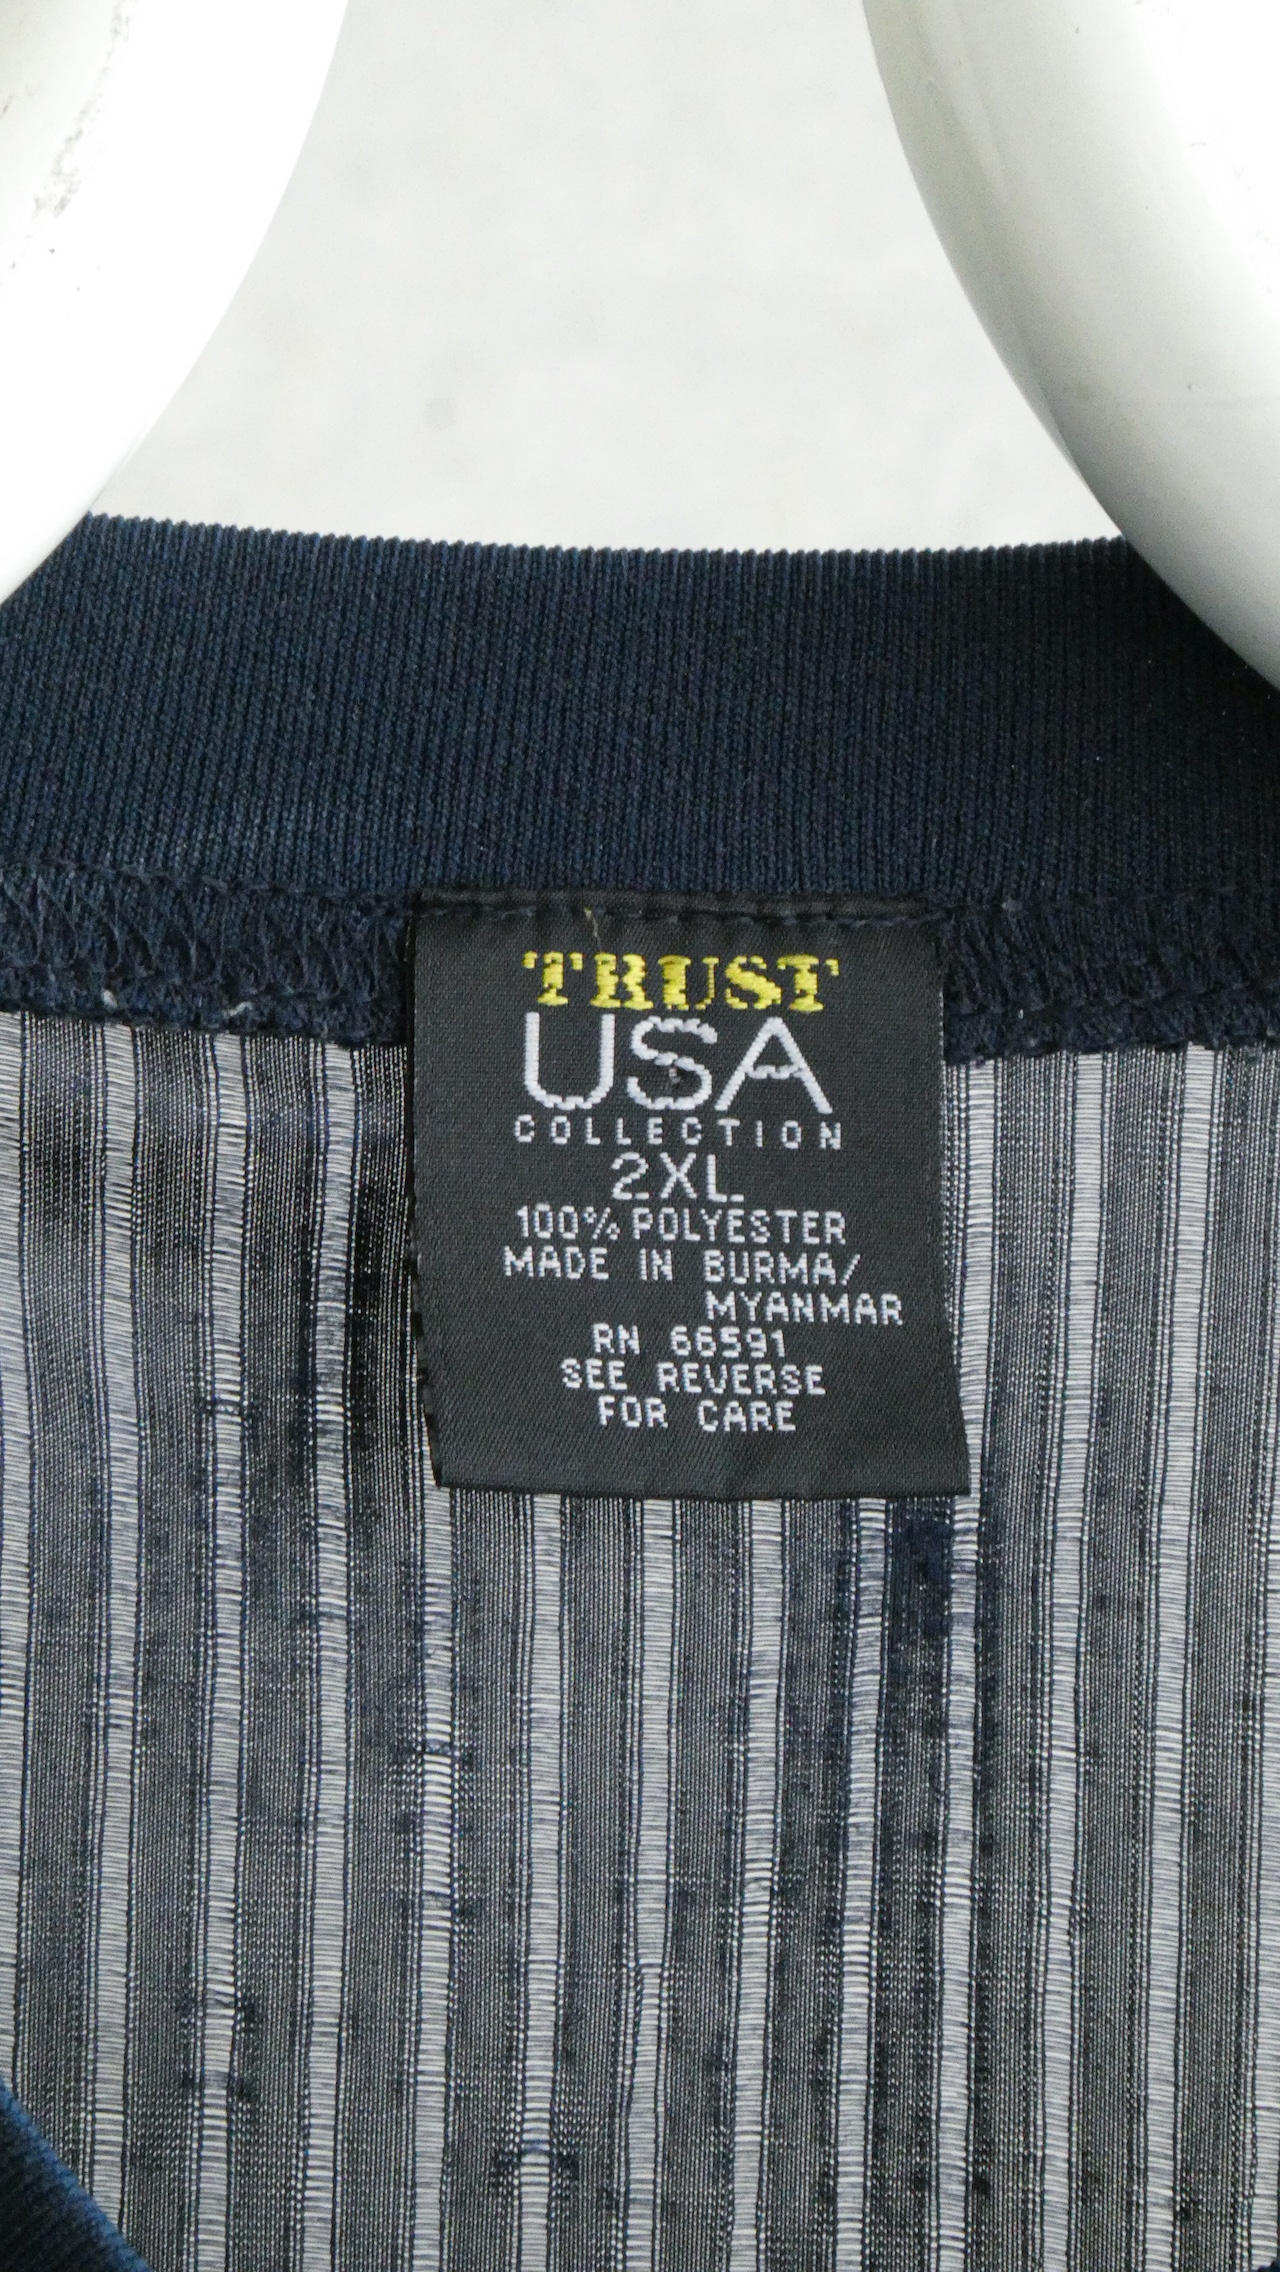 TRUST
USA
COLLECTION
2XL
100% POLYESTER
MADE IN BURMA/
MYANMAR
RN 66591
SEE REVERSE
FOR CARE